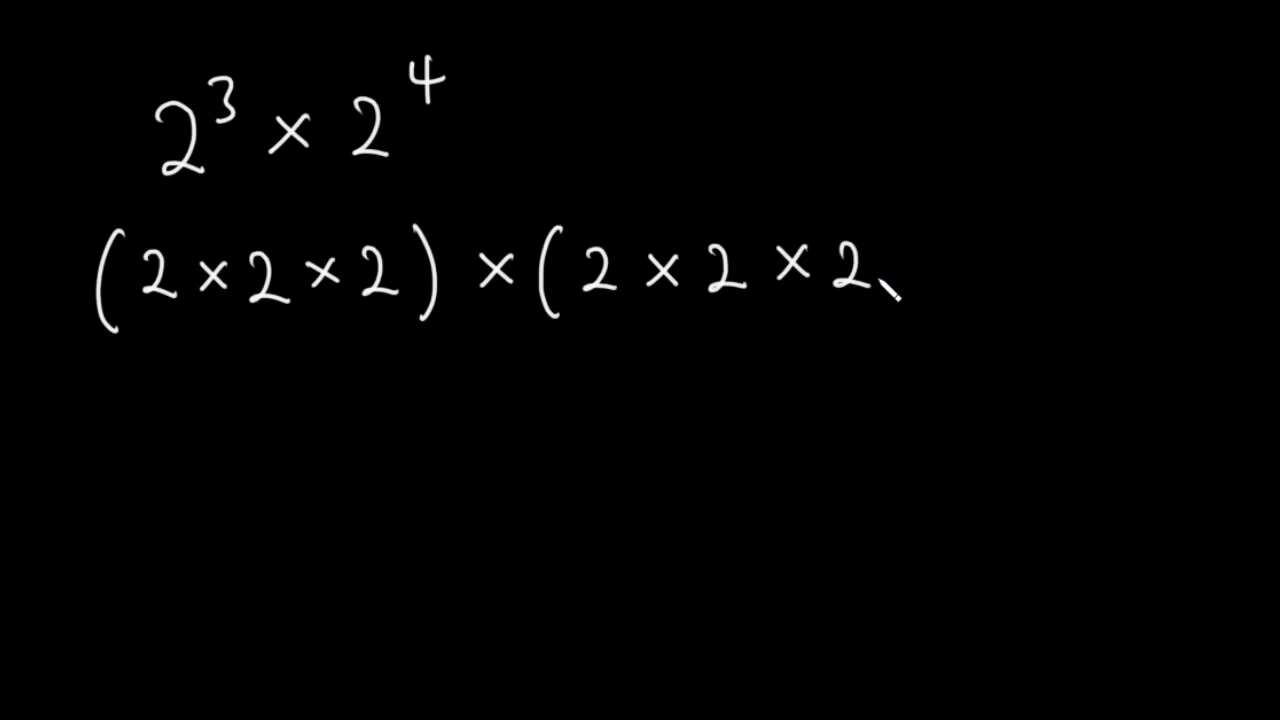 2³ × 2⁴
(2 × 2 × 2) × (2 × 2 × 2